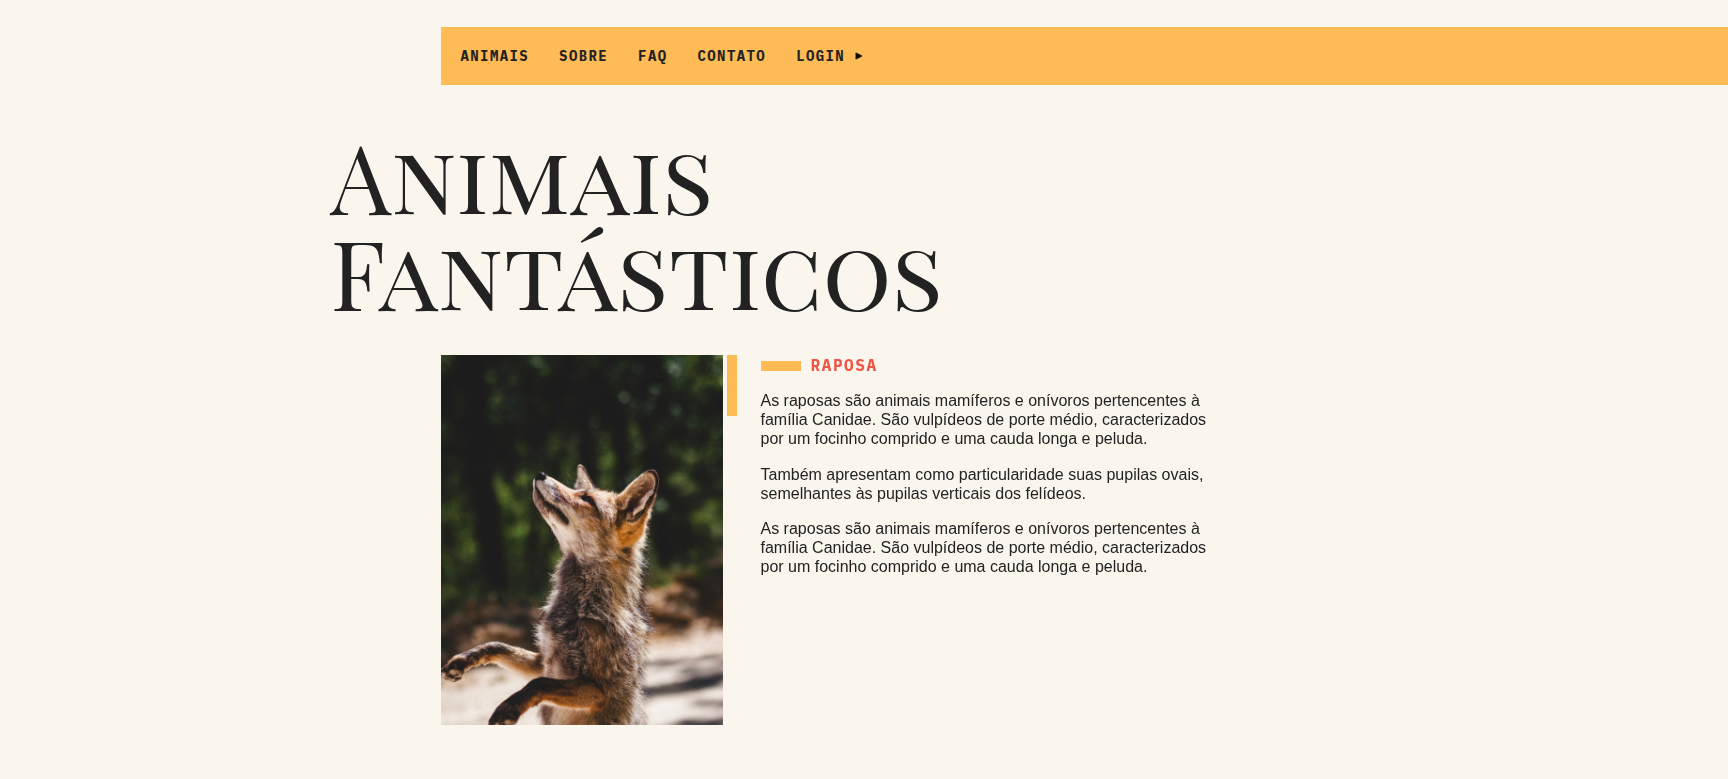 ANIMAIS SOBRE FAQ CONTATO LOGIN ▸
Animais
Fantásticos
RAPOSA
As raposas são animais mamíferos e onívoros pertencentes à
família Canidae. São vulpídeos de porte médio, caracterizados
por um focinho comprido e uma cauda longa e peluda.
Também apresentam como particularidade suas pupilas ovais,
semelhantes às pupilas verticais dos felídeos.
As raposas são animais mamíferos e onívoros pertencentes à
família Canidae. São vulpídeos de porte médio, caracterizados
por um focinho comprido e uma cauda longa e peluda.